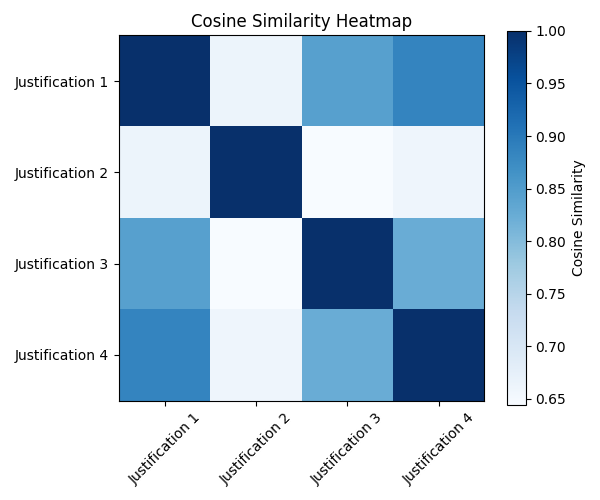 Cosine Similarity Heatmap
Justification 1
Justification 2
Justification 3
Justification 4
Justification 1
Justification 2
Justification 3
Justification 4
1.00
0.95
0.90
0.85
0.80
0.75
0.70
0.65
Cosine Similarity